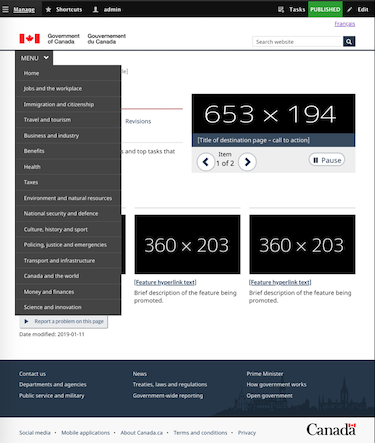 Manage
Shortcuts
admin
Tasks
PUBLISHED
Edit
Français
Government
of Canada
Gouvernement
du Canada
Search website
MENU
Home
Jobs and the workplace
Immigration and citizenship
Travel and tourism
Business and industry
Benefits
Health
Taxes
Environment and natural resources
National security and defence
Culture, history and sport
Policing, justice and emergencies
Transport and infrastructure
Canada and the world
Money and finances
Science and innovation
Revisions
s and top tasks that
653 × 194
[Title of destination page – call to action]
Item
1 of 2
Pause
360 × 203
[Feature hyperlink text]
Brief description of the feature being
promoted.
360 × 203
[Feature hyperlink text]
Brief description of the feature being
promoted.
Report a problem on this page
Date modified: 2019-01-11
Contact us
Departments and agencies
Public service and military
News
Treaties, laws and regulations
Government-wide reporting
Prime Minister
How government works
Open government
Social media • Mobile applications • About Canada.ca • Terms and conditions • Privacy
Canada